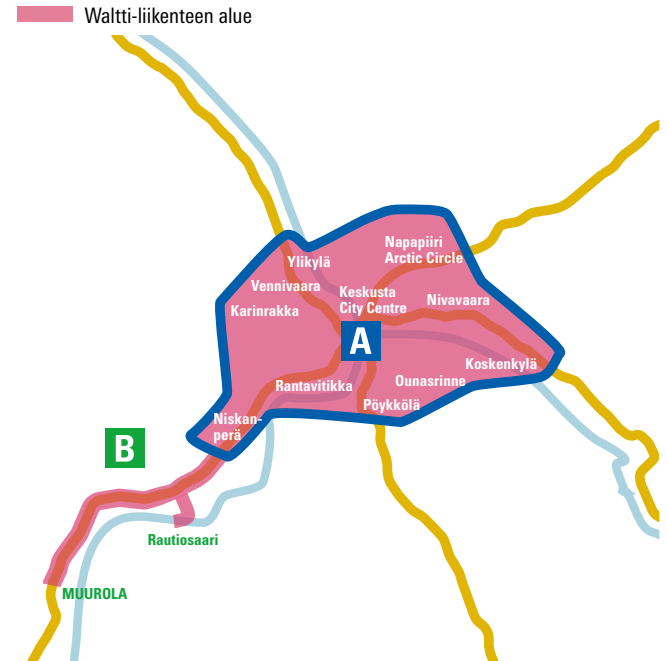 Waltti-liikenteen alue
Napapiiri
Arctic Circle
Ylikylä
Vennivaara
Keskusta
City Centre
Nivavaara
Karinrakka
A
Koskenkylä
Ounasrinne
Rantavitikka
Pöykkölä
Niskan-
perä
B
Rautiosaari
MUUROLA